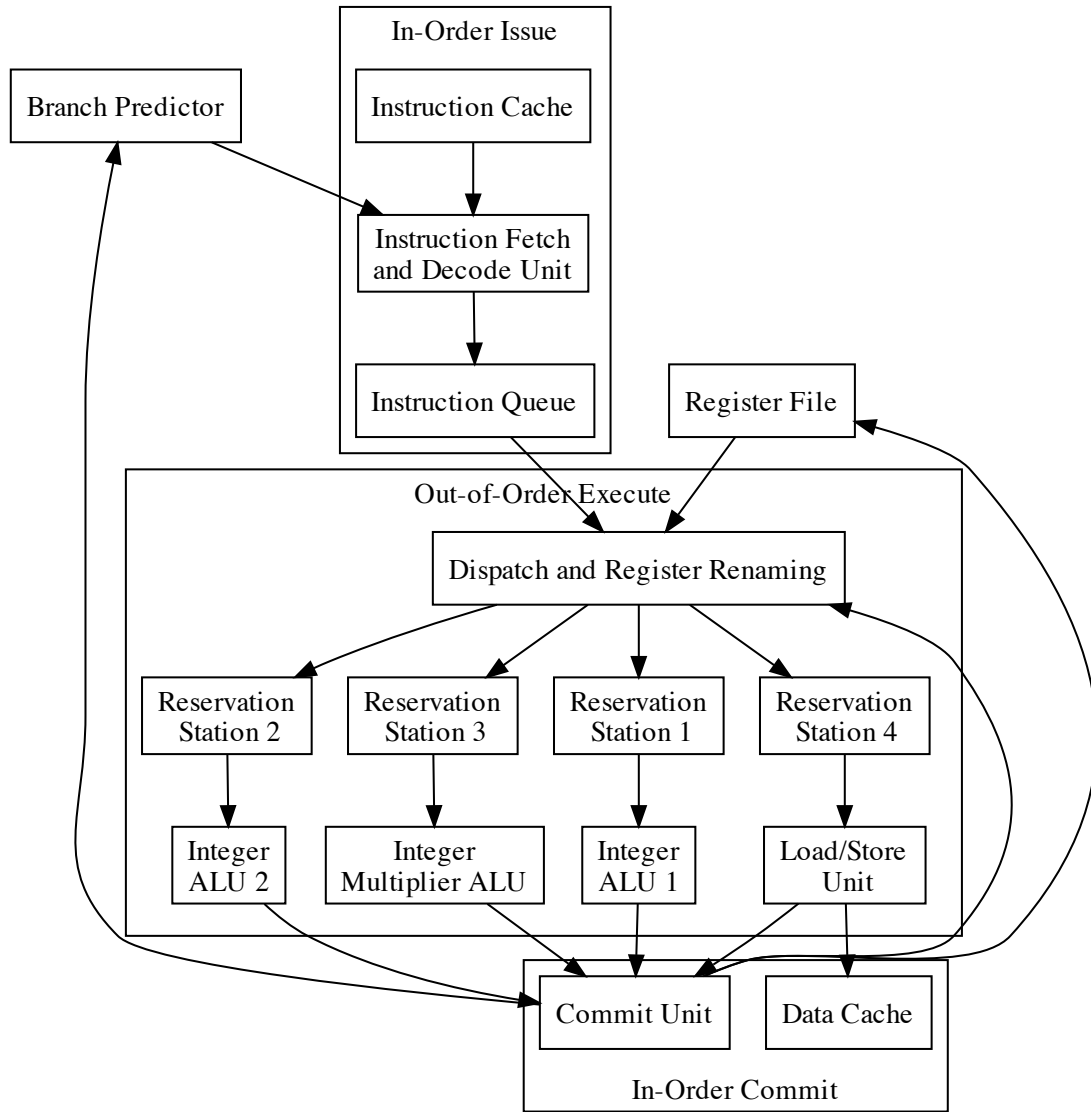 In-Order Issue
Branch Predictor
Instruction Cache
Instruction Fetch
and Decode Unit
Instruction Queue
Register File
Out-of-Order Execute
Dispatch and Register Renaming
Reservation
Station 2
Reservation
Station 3
Reservation
Station 1
Reservation
Station 4
Integer
ALU 2
Integer
Multiplier ALU
Integer
ALU 1
Load/Store
Unit
Commit Unit
Data Cache
In-Order Commit